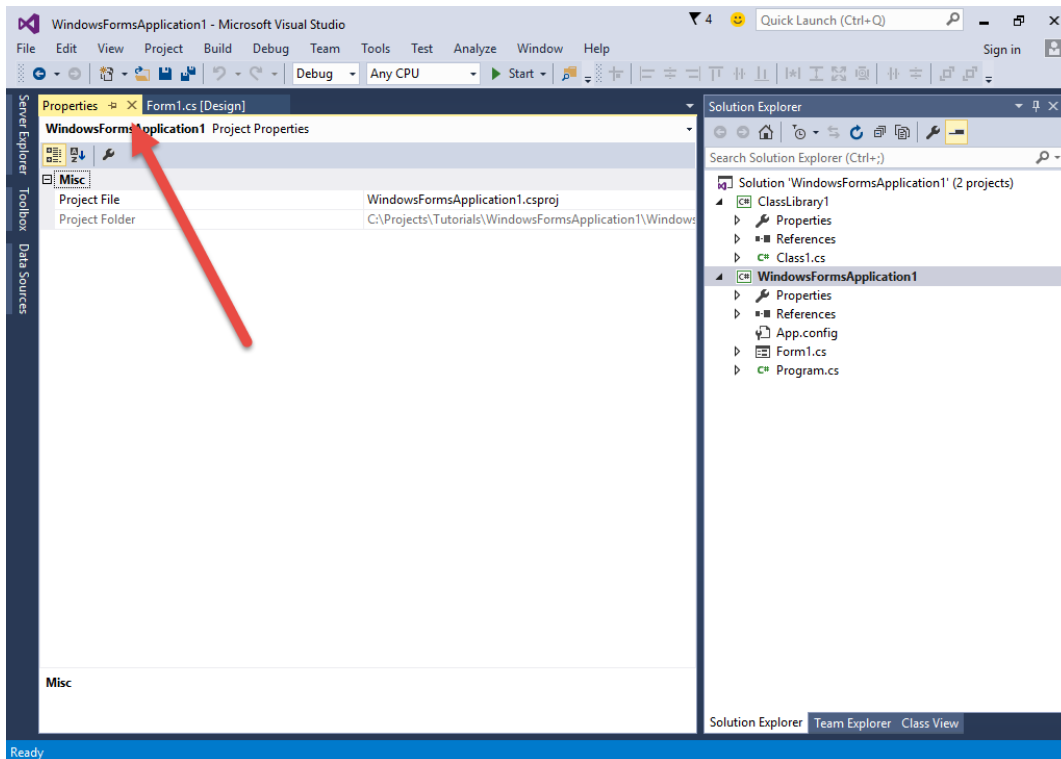 WindowsFormsApplication1 - Microsoft Visual Studio
4
Quick Launch (Ctrl+Q)
File Edit View Project Build Debug Team Tools Test Analyze Window Help
Sign in
Debug
Any CPU
Start
Server Explorer
Toolbox
Data Sources
Properties
Form1.cs [Design]
WindowsFormsApplication1 Project Properties
Misc
Project File WindowsFormsApplication1.csproj
Project Folder C:\Projects\Tutorials\WindowsFormsApplication1\Windows
Misc
Solution Explorer
Search Solution Explorer (Ctrl+;)
Solution 'WindowsFormsApplication1' (2 projects)
C# ClassLibrary1
Properties
References
C# Class1.cs
C# WindowsFormsApplication1
Properties
References
App.config
Form1.cs
C# Program.cs
Solution Explorer Team Explorer Class View
Ready